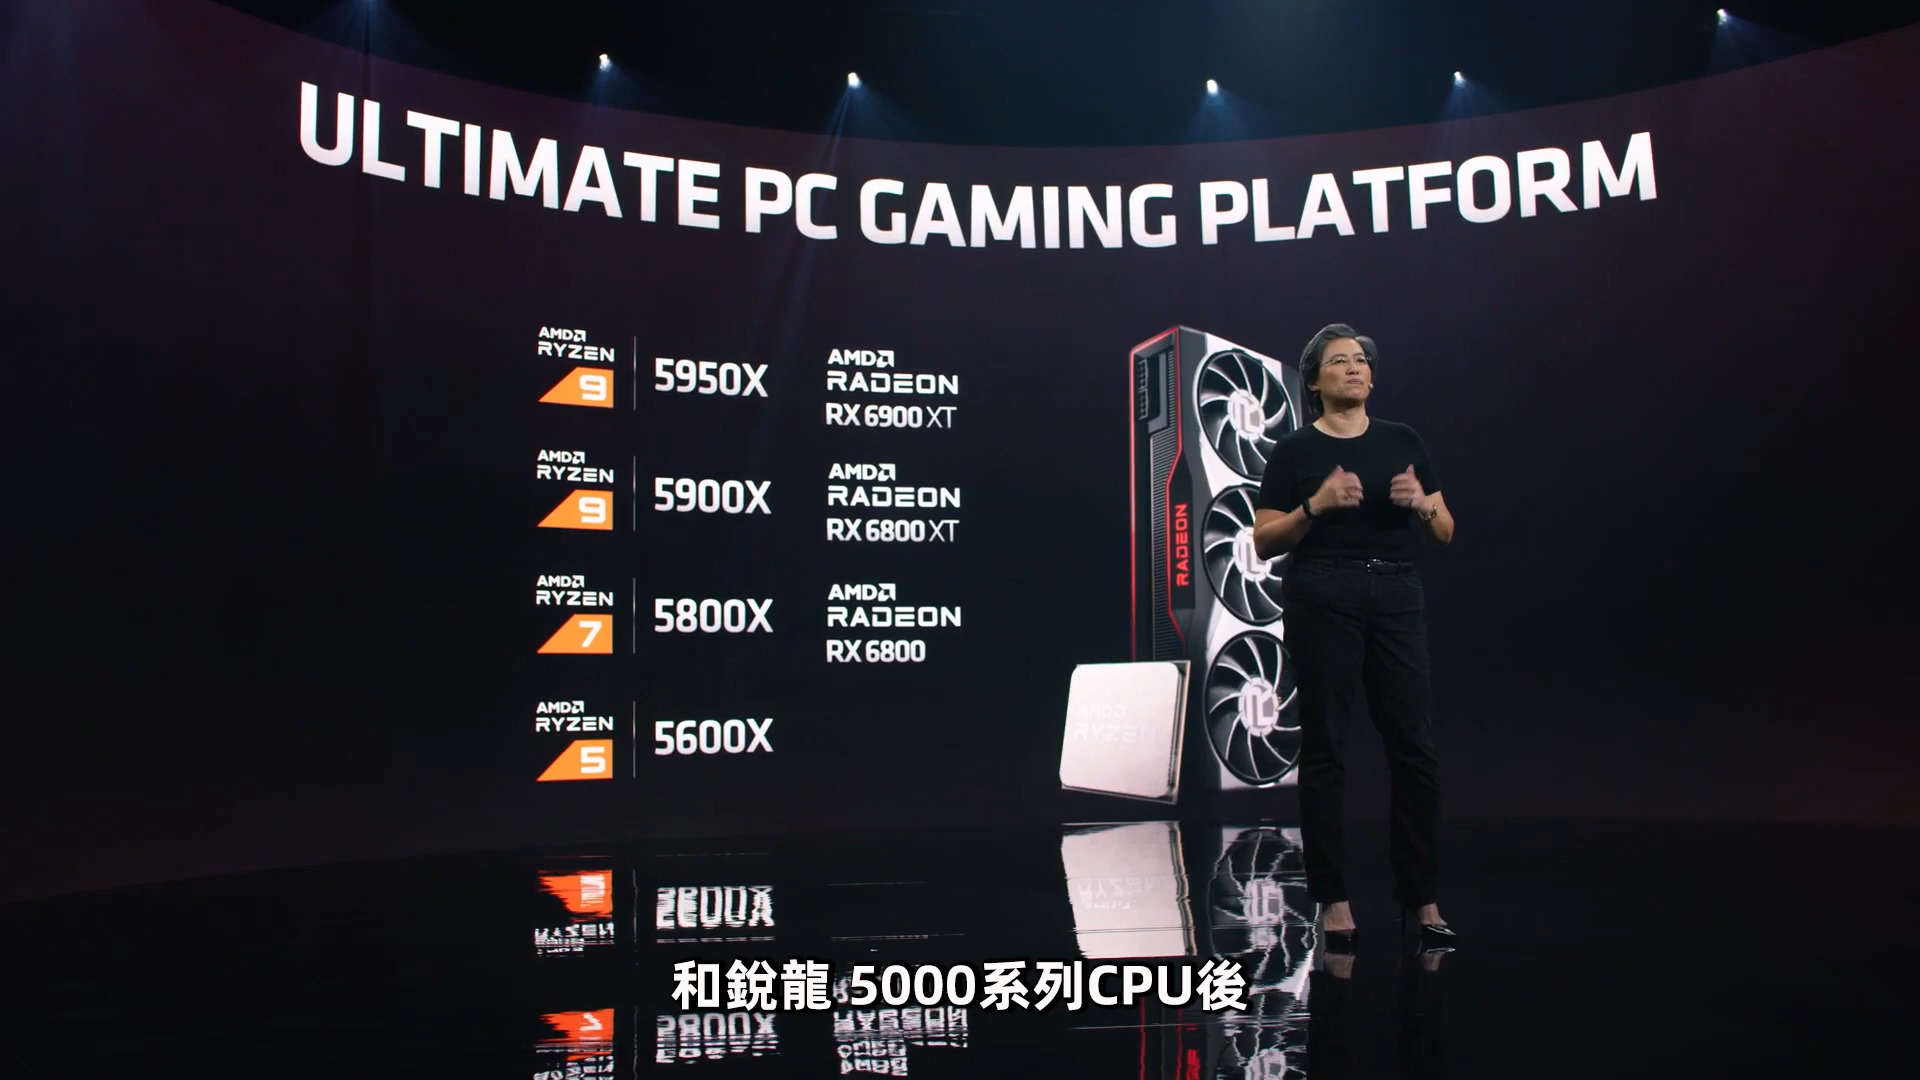 ULTIMATE PC GAMING PLATFORM
AMD
RYZEN
9
5950X
AMD
RADEON
RX 6900 XT
AMD
RYZEN
9
5900X
AMD
RADEON
RX 6800 XT
AMD
RYZEN
7
5800X
AMD
RADEON
RX 6800
AMD
RYZEN
5
5600X
RADEON
AMD
RYZEN
和銳龍 5000系列CPU後